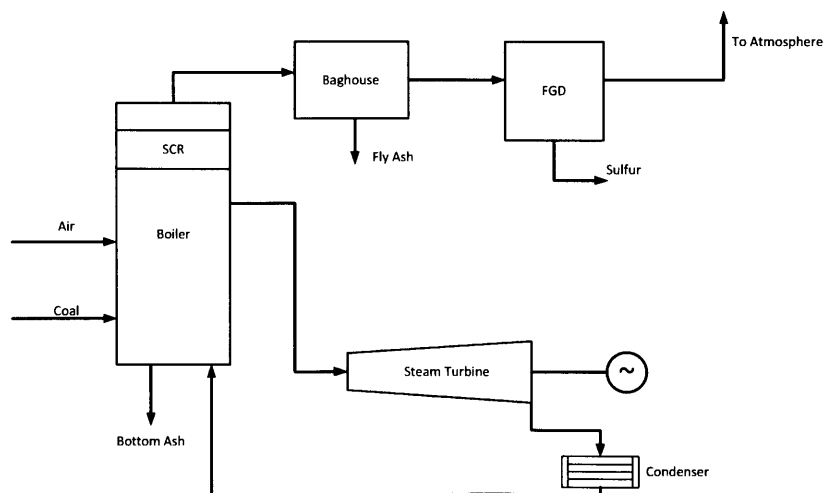 To Atmosphere
Baghouse
FGD
SCR
Fly Ash
Sulfur
Air
Boiler
Coal
Steam Turbine
~
Bottom Ash
Condenser